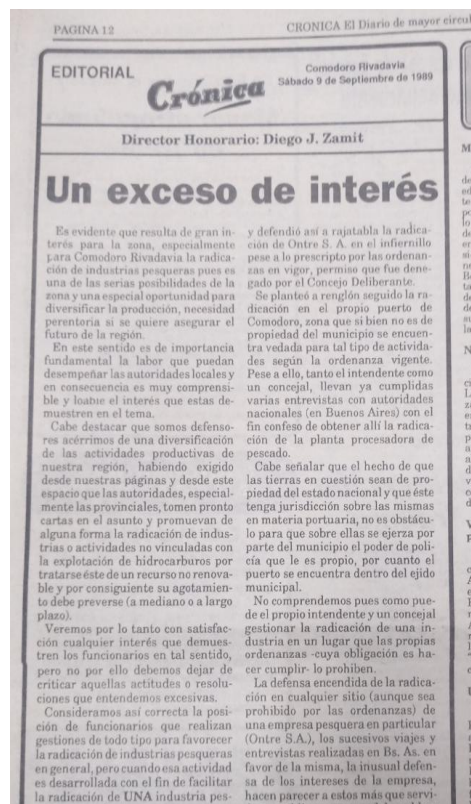 PAGINA 12
CRONICA El Diario de mayor circu
EDITORIAL
Crónica
Comodoro Rivadavia
Sábado 9 de Septiembre de 1989
Director Honorario: Diego J. Zamit
Un exceso de interés
Es evidente que resulta de gran in-
terés para la zona, especialmente
para Comodoro Rivadavia la radica-
ción de industrias pesqueras pues es
una de las serias posibilidades de la
zona y una especial oportunidad para
diversificar la producción, necesidad
perentoria si se quiere asegurar el
futuro de la región.
En este sentido es de importancia
fundamental la labor que puedan
desempeñar las autoridades locales y
en consecuencia es muy comprensi-
ble y loable el interés que estas de-
muestren en el tema.
Cabe destacar que somos defenso-
res acérrimos de una diversificación
de las actividades productivas de
nuestra región, habiendo exigido
desde nuestras páginas y desde este
espacio que las autoridades, especial-
mente las provinciales, tomen pronto
cartas en el asunto y promuevan de
alguna forma la radicación de indus-
trias o actividades no vinculadas con
la explotación de hidrocarburos por
tratarse éste de un recurso no renova-
ble y por consiguiente su agotamien-
to debe preverse (a mediano o a largo
plazo).
Veremos por lo tanto con satisfac-
ción cualquier interés que demues-
tren los funcionarios en tal sentido,
pero no por ello debemos dejar de
criticar aquellas actitudes o resolu-
ciones que entendemos excesivas.
Consideramos así correcta la posi-
ción de funcionarios que realizan
gestiones de todo tipo para favorecer
la radicación de industrias pesqueras
en general, pero cuando esa actividad
es desarrollada con el fin de facilitar
la radicación de UNA industria pes-
y defendió así a rajatabla la radica-
ción de Ontre S. A. en el infiernillo
pese a lo prescripto por las ordenan-
zas en vigor, permiso que fue dene-
gado por el Concejo Deliberante.
Se planteó a renglón seguido la ra-
dicación en el propio puerto de
Comodoro, zona que si bien no es de
propiedad del municipio se encuen-
tra vedada para tal tipo de activida-
des según la ordenanza vigente.
Pese a ello, tanto el intendente como
un concejal, llevan ya cumplidas
varias entrevistas con autoridades
nacionales (en Buenos Aires) con el
fin confeso de obtener allí la radica-
ción de la planta procesadora de
pescado.
Cabe señalar que el hecho de que
las tierras en cuestión sean de pro-
piedad del estado nacional y que éste
tenga jurisdicción sobre las mismas
en materia portuaria, no es obstácu-
lo para que sobre ellas se ejerza por
parte del municipio el poder de poli-
cía que le es propio, por cuanto el
puerto se encuentra dentro del ejido
municipal.
No comprendemos pues como pue-
de el propio intendente y un concejal
gestionar la radicación de una in-
dustria en un lugar que las propias
ordenanzas -cuya obligación es ha-
cer cumplir- lo prohiben.
La defensa encendida de la radica-
ción en cualquier sitio (aunque sea
prohibido por las ordenanzas) de
una empresa pesquera en particular
(Ontre S.A.), los sucesivos viajes y
entrevistas realizadas en Bs. As. en
favor de la misma, la inusual defen-
sa de los intereses de la empresa,
hacen parecer a estos más que servi-